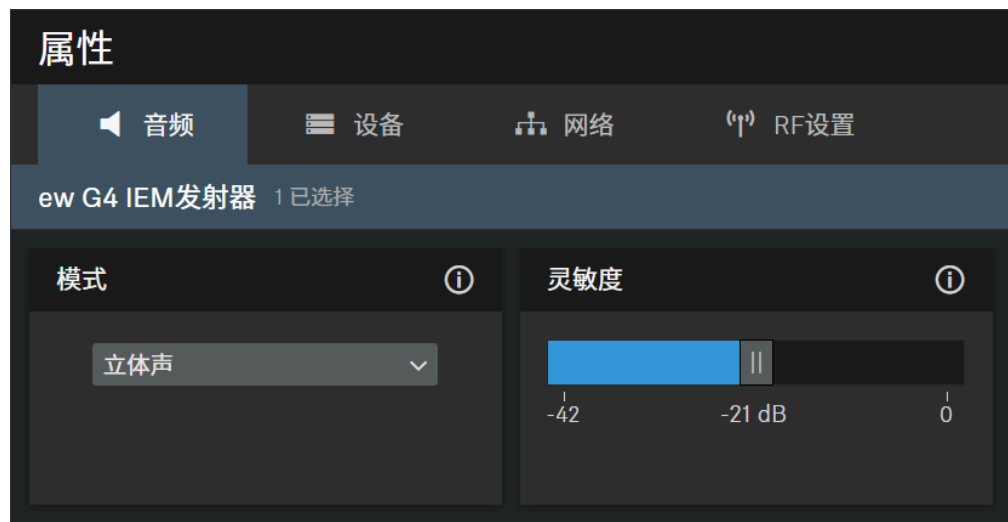 属性
音频 设备 网络 RF设置
ew G4 IEM发射器 1 已选择
模式 灵敏度
立体声
-42 -21 dB 0